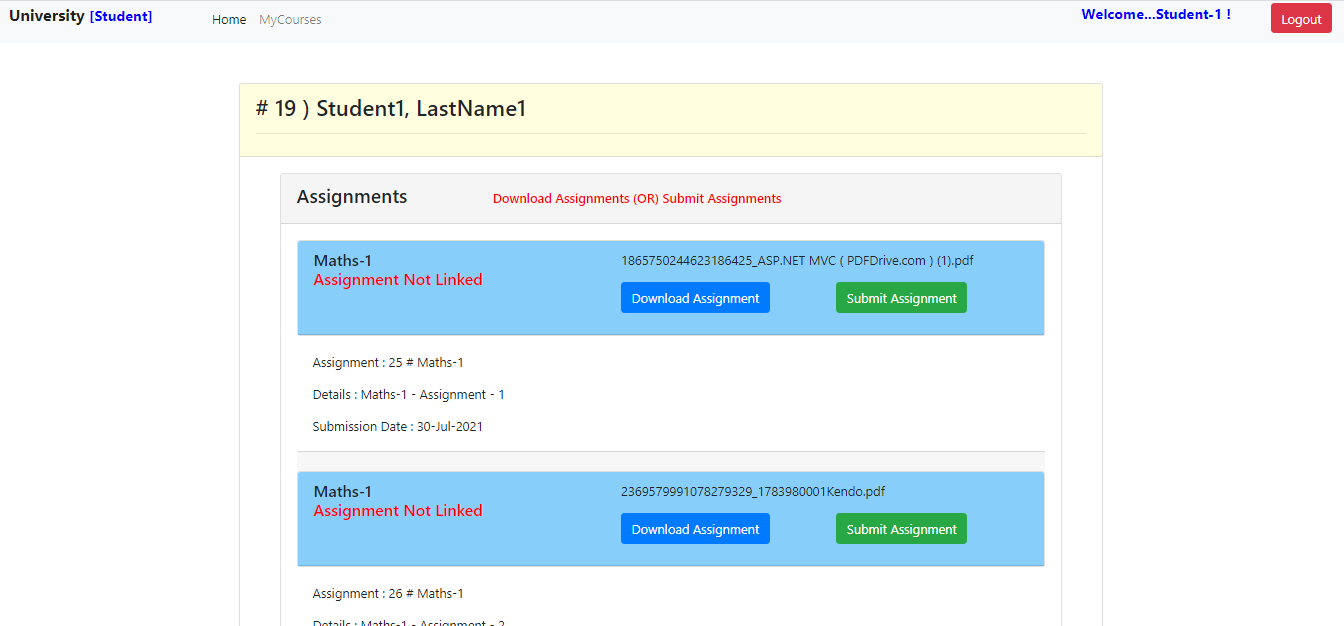 University [Student] Home MyCourses Welcome...Student-1 ! Logout
# 19 ) Student1, LastName1
Assignments Download Assignments (OR) Submit Assignments
Maths-1 1865750244623186425_ASP.NET MVC ( PDFDrive.com ) (1).pdf
Assignment Not Linked
Download Assignment Submit Assignment
Assignment : 25 # Maths-1
Details : Maths-1 - Assignment - 1
Submission Date : 30-Jul-2021
Maths-1 2369579991078279329_1783980001Kendo.pdf
Assignment Not Linked
Download Assignment Submit Assignment
Assignment : 26 # Maths-1
Details : Maths-1 - Assignment - 2